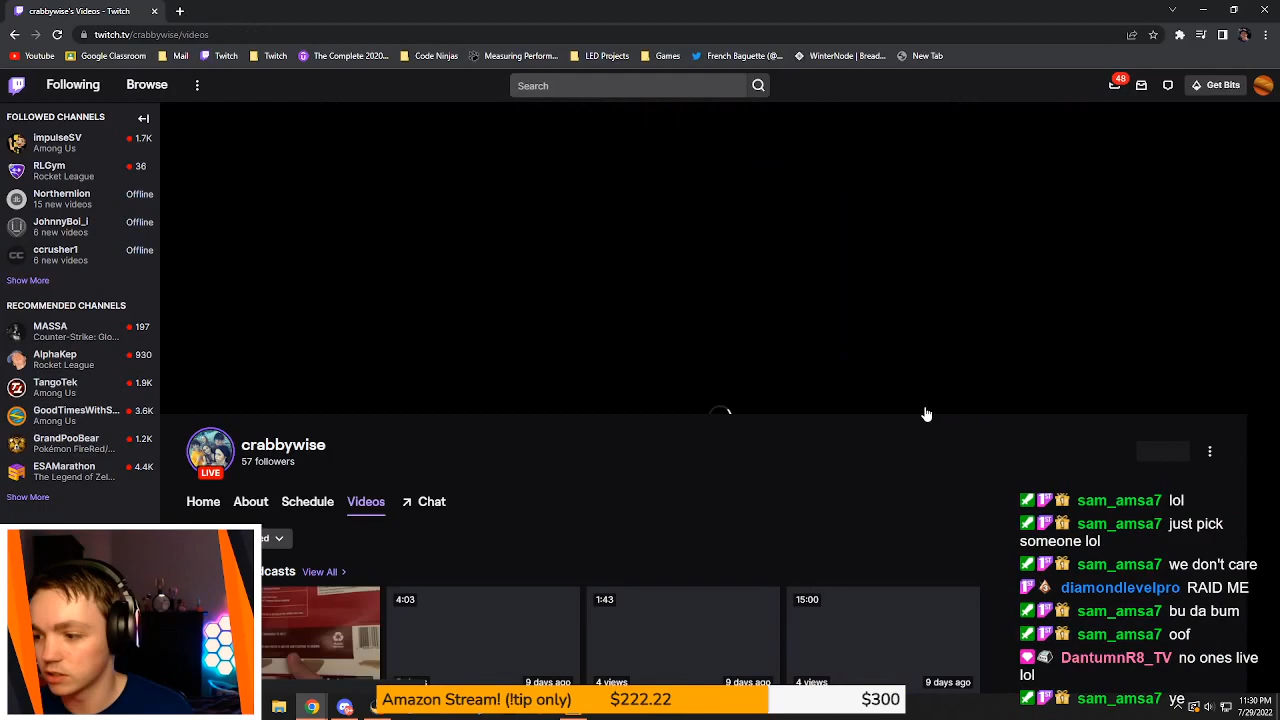 crabbywise's Videos - Twitch
twitch.tv/crabbywise/videos
Youtube
Google Classroom
Mail
Twitch
Twitch
The Complete 2020...
Code Ninjas
Measuring Perform...
LED Projects
Games
French Baguette (@...
WinterNode | Bread...
New Tab
Following
Browse
Search
48
Get Bits
FOLLOWED CHANNELS
impulseSV
1.7K
Among Us
RLGym
36
Rocket League
Northernlion
Offline
15 new videos
JohnnyBoi_i
Offline
6 new videos
CC
ccrusher1
Offline
6 new videos
Show More
RECOMMENDED CHANNELS
MASSA
197
Counter-Strike: Glo...
AlphaKep
930
Rocket League
TangoTek
1.9K
Among Us
GoodTimesWithS...
3.6K
Among Us
GrandPooBear
1.2K
Pokémon FireRed/...
ESAMarathon
4.4K
The Legend of Zel...
Show More
crabbywise
57 followers
LIVE
Home
About
Schedule
Videos
Chat
ed
dcasts
View All
4:03
1:43
15:00
9 days ago
4 views
9 days ago
4 views
9 days ago
sam_amsa7 lol
sam_amsa7 just pick
someone lol
sam_amsa7 we don't care
diamondlevelpro RAID ME
sam_amsa7 bu da bum
sam_amsa7 oof
DantumnR8_TV no ones live
lol
sam_amsa7 ye
Amazon Stream! (!tip only)
$222.22
$300
11:30 PM
7/29/2022